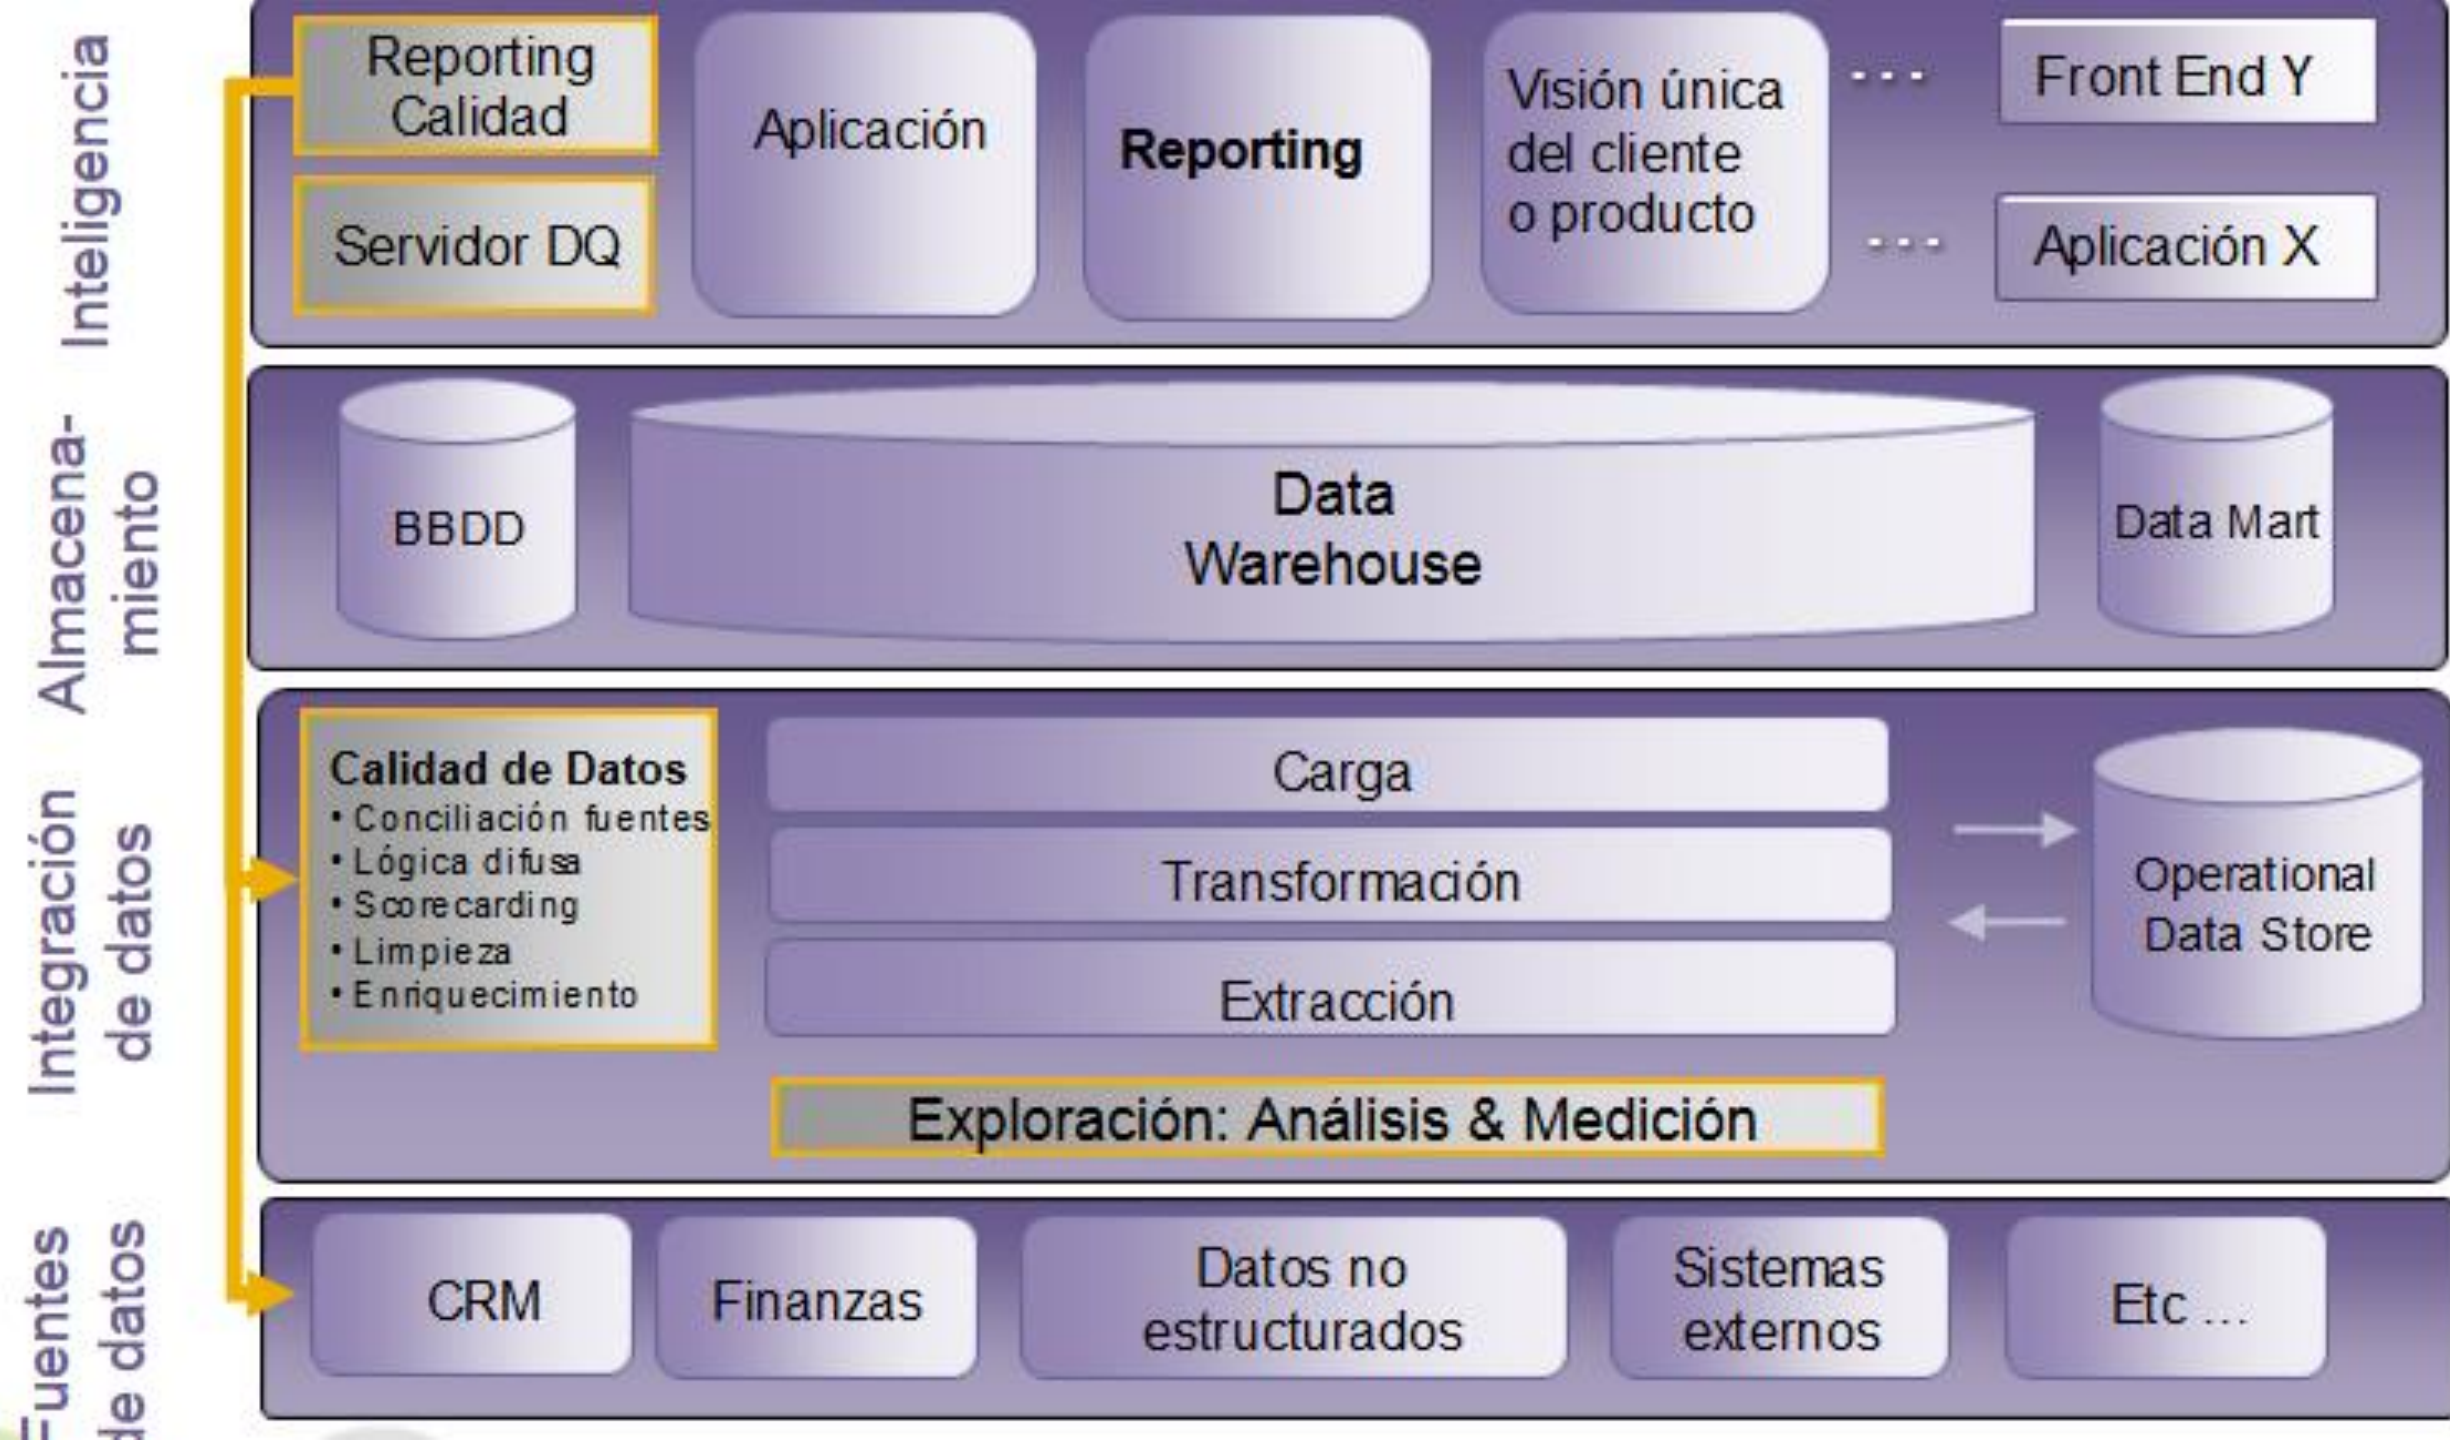 Inteligencia
Reporting
Calidad
Servidor DQ
Aplicación
Reporting
Visión única
del cliente
o producto
...
Front End Y
...
Aplicación X
Almacena-
miento
BBDD
Data
Warehouse
Data Mart
Integración
de datos
Calidad de Datos
• Conciliación fuentes
• Lógica difusa
• Scorecarding
• Limpieza
• Enriquecimiento
Carga
Transformación
Extracción
Operational
Data Store
Exploración: Análisis & Medición
Fuentes
de datos
CRM
Finanzas
Datos no
estructurados
Sistemas
externos
Etc ...